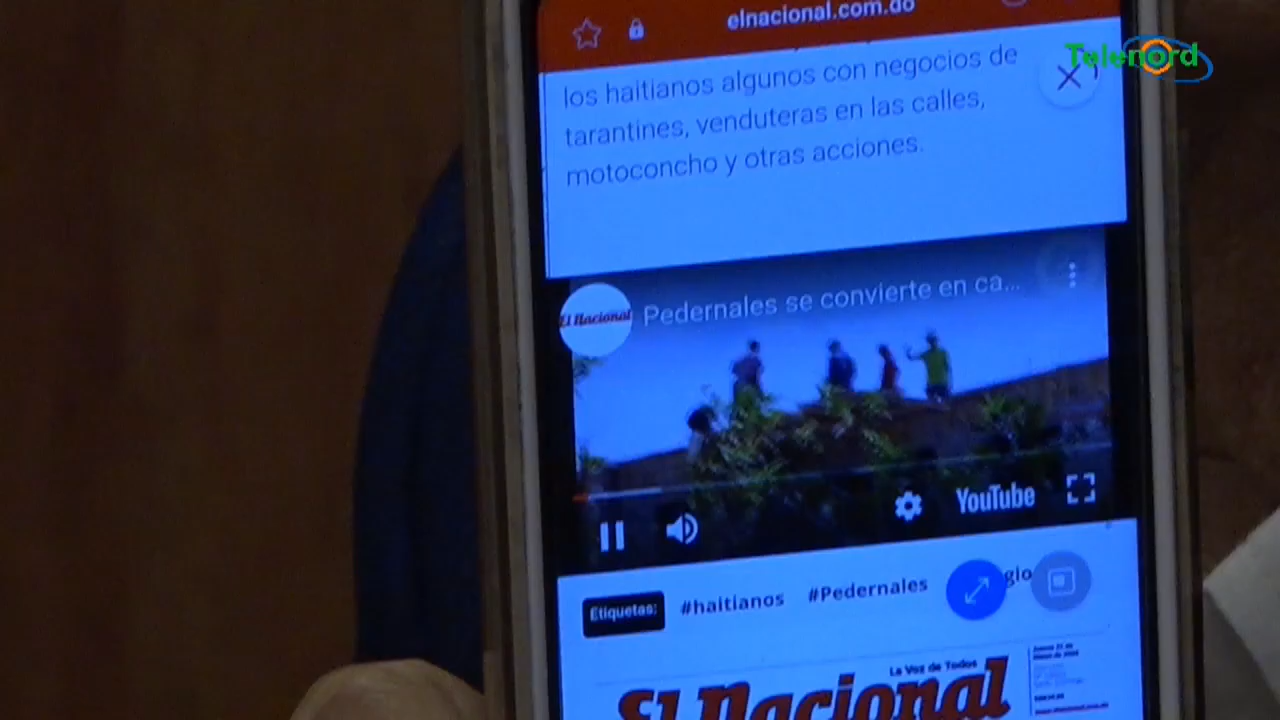 elnacional.com.do
Telenord
los haitianos algunos con negocios de
tarantines, venduteras en las calles,
motoconcho y otras acciones.
El Nacional
Pedernales se convierte en ca...
YouTube
Etiquetas:
#haitianos #Pedernales gio
La Voz de Todos
El Nacional